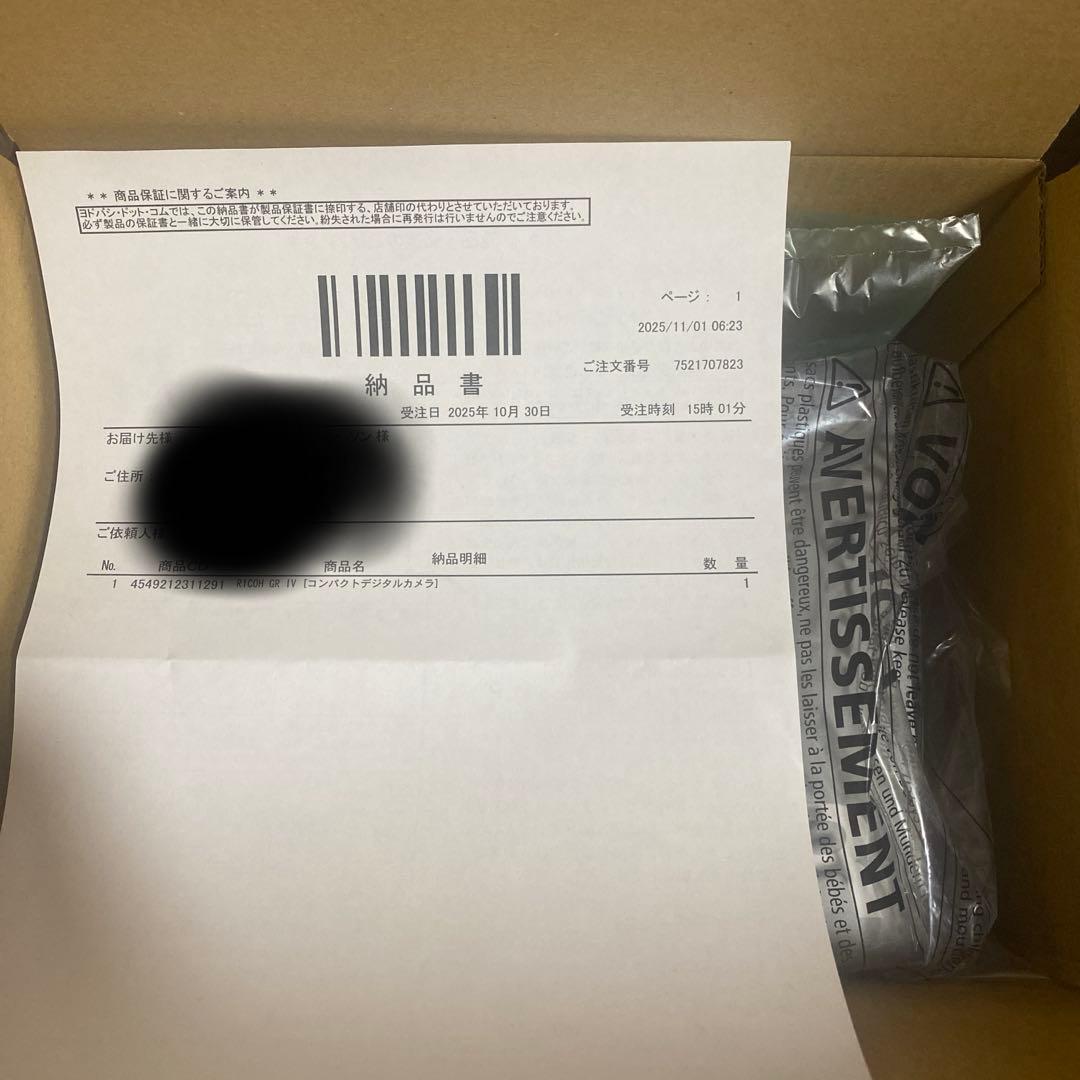 ** 商品保証に関するご案内 **
ヨドバシ・ドット・コムでは、この納品書が製品保証書に捺印する、店舗印の代わりとさせていただいております。
必ず製品の保証書と一緒に大切に保管してください。紛失された場合に再発行は行いませんのでご注意ください。
ページ: 1
2025/11/01 06:23
ご注文番号 7521707823
納品書
受注日 2025年 10月 30日 受注時刻 15時 01分
お届け先様
ソン 様
ご住所:
ご依頼人様
納品明細
No. 商品CD 商品名 数量
1 4549212311291 RICOH GR IV [コンパクトデジタルカメラ] 1
AVERTISSEMENT
sacs plastiques peuvent être dangereux, ne pas les laisser à la portée des bébés et des
VO
please kee
en und Münden
and mou